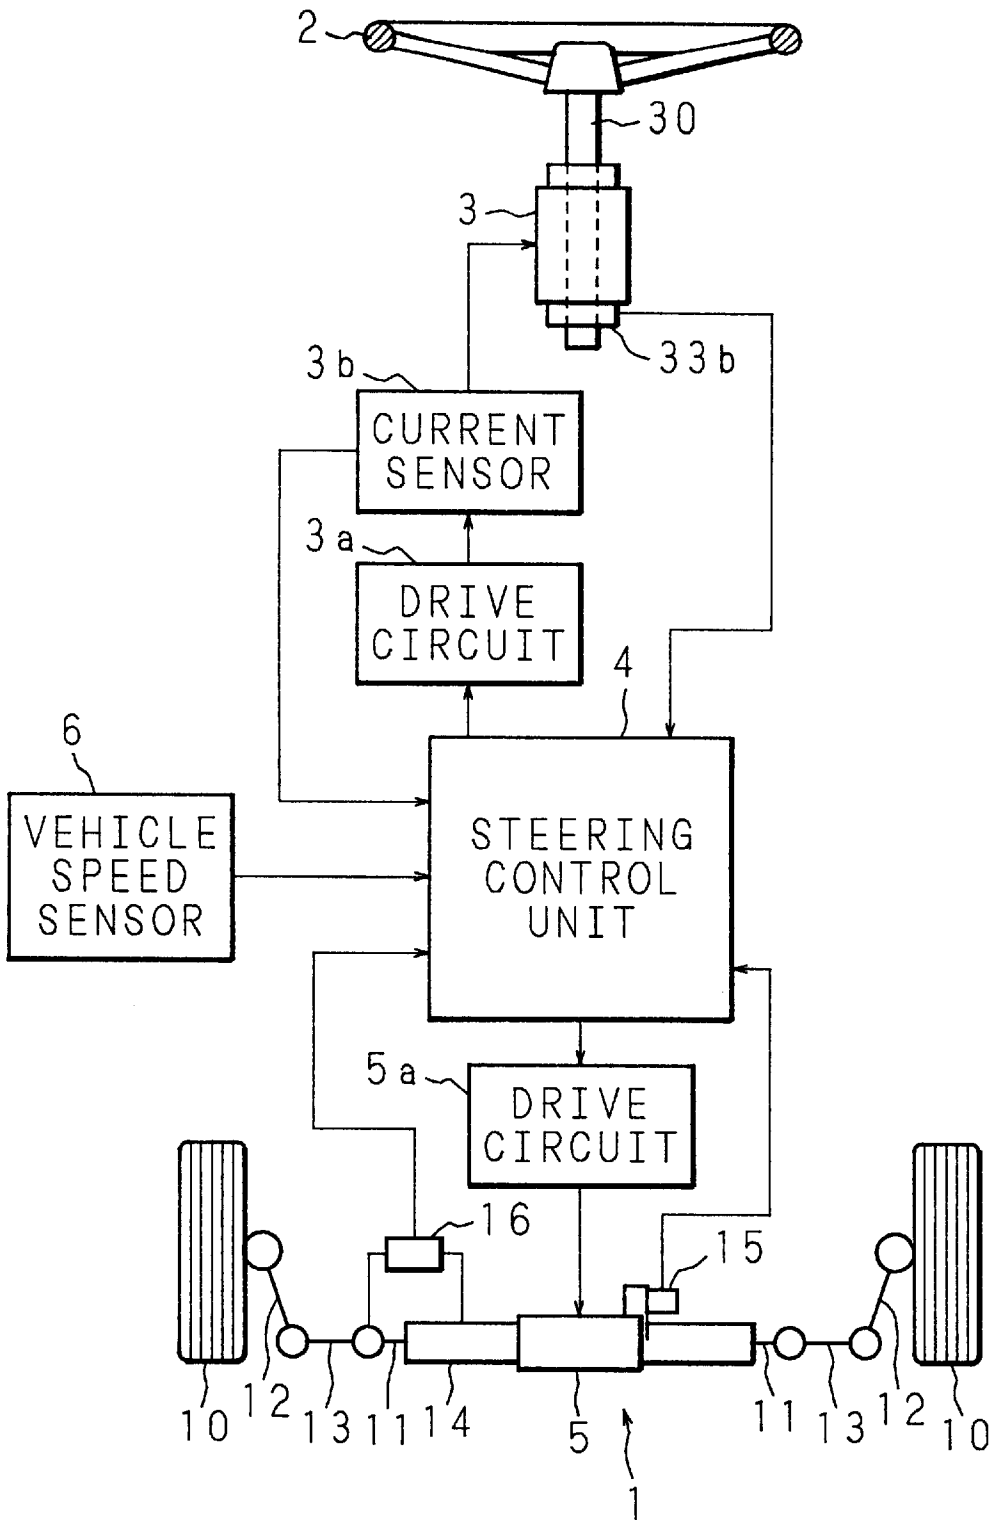 2
30
3
33b
3b
CURRENT
SENSOR
3a
DRIVE
CIRCUIT
4
6
VEHICLE
SPEED
SENSOR
STEERING
CONTROL
UNIT
5a
DRIVE
CIRCUIT
16
15
10
12
13
11
14
5
11
13
12
10
1